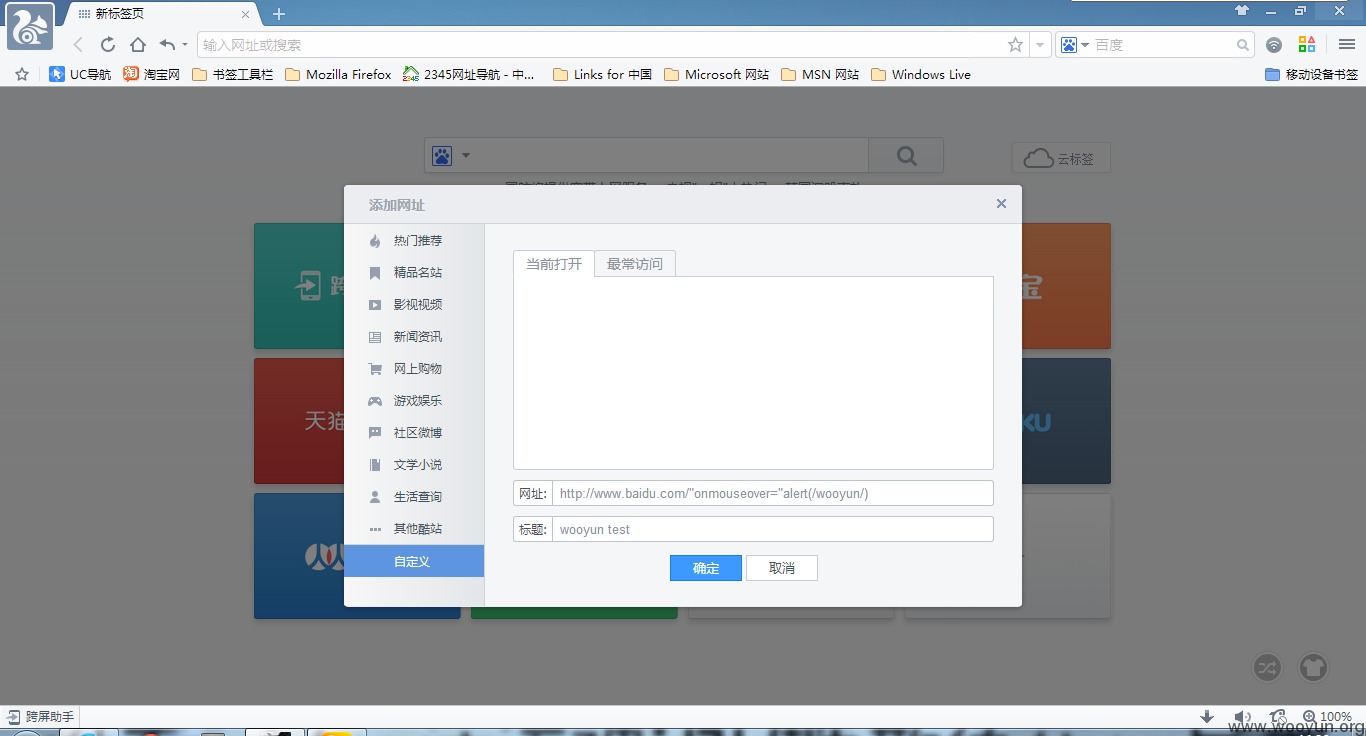 新标签页
输入网址或搜索
百度
UC导航 淘宝网 书签工具栏 Mozilla Firefox 2345网址导航 - 中... Links for 中国 Microsoft 网站 MSN 网站 Windows Live 移动设备书签
云标签
添加网址
热门推荐
精品名站
影视视频
新闻资讯
网上购物
游戏娱乐
社区微博
文学小说
生活查询
其他酷站
自定义
当前打开 最常访问
网址: http://www.baidu.com/"onmouseover="alert(/wooyun/)
标题: wooyun test
确定 取消
跨
宝
天猫
KU
跨屏助手
100%
www.wooyun.org